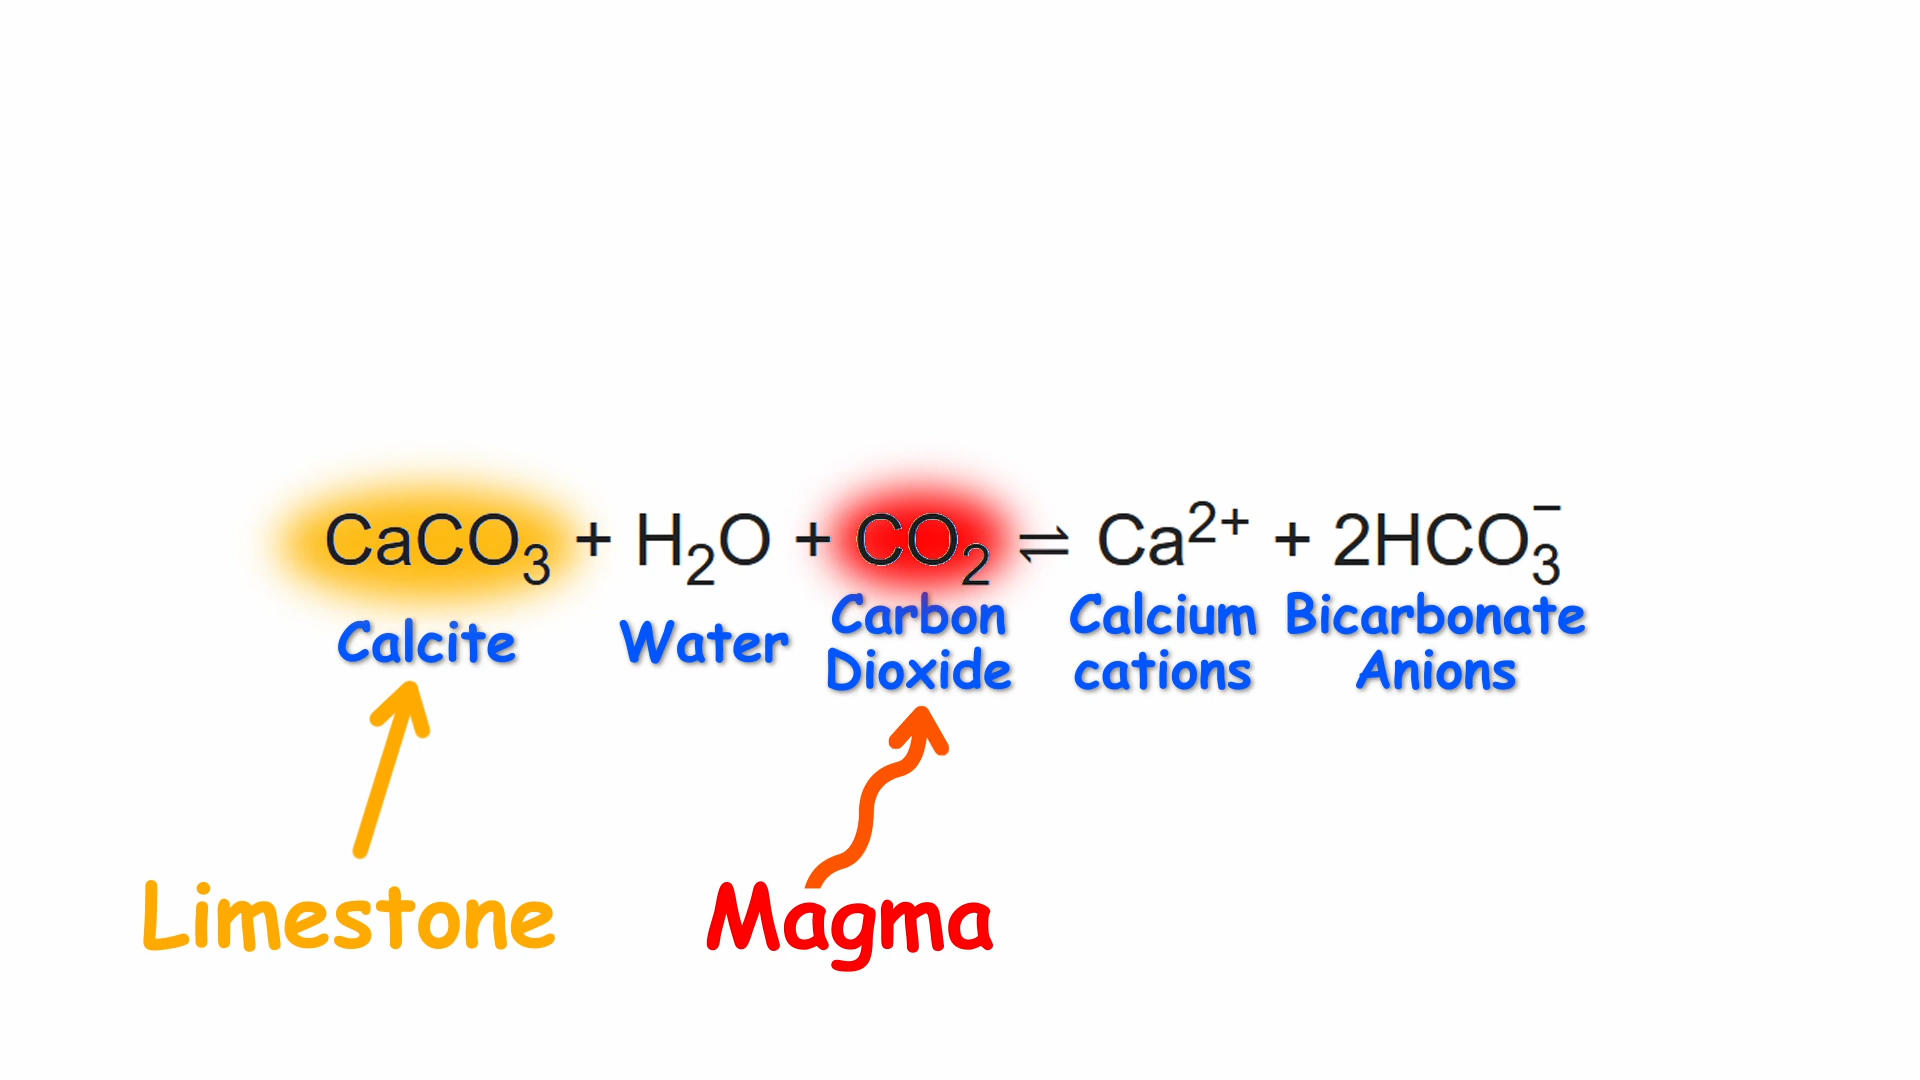 CaCO₃ + H₂O + CO₂ ⇌ Ca²⁺ + 2HCO₃⁻
Calcite
Water
Carbon
Dioxide
Calcium
cations
Bicarbonate
Anions
Limestone
Magma